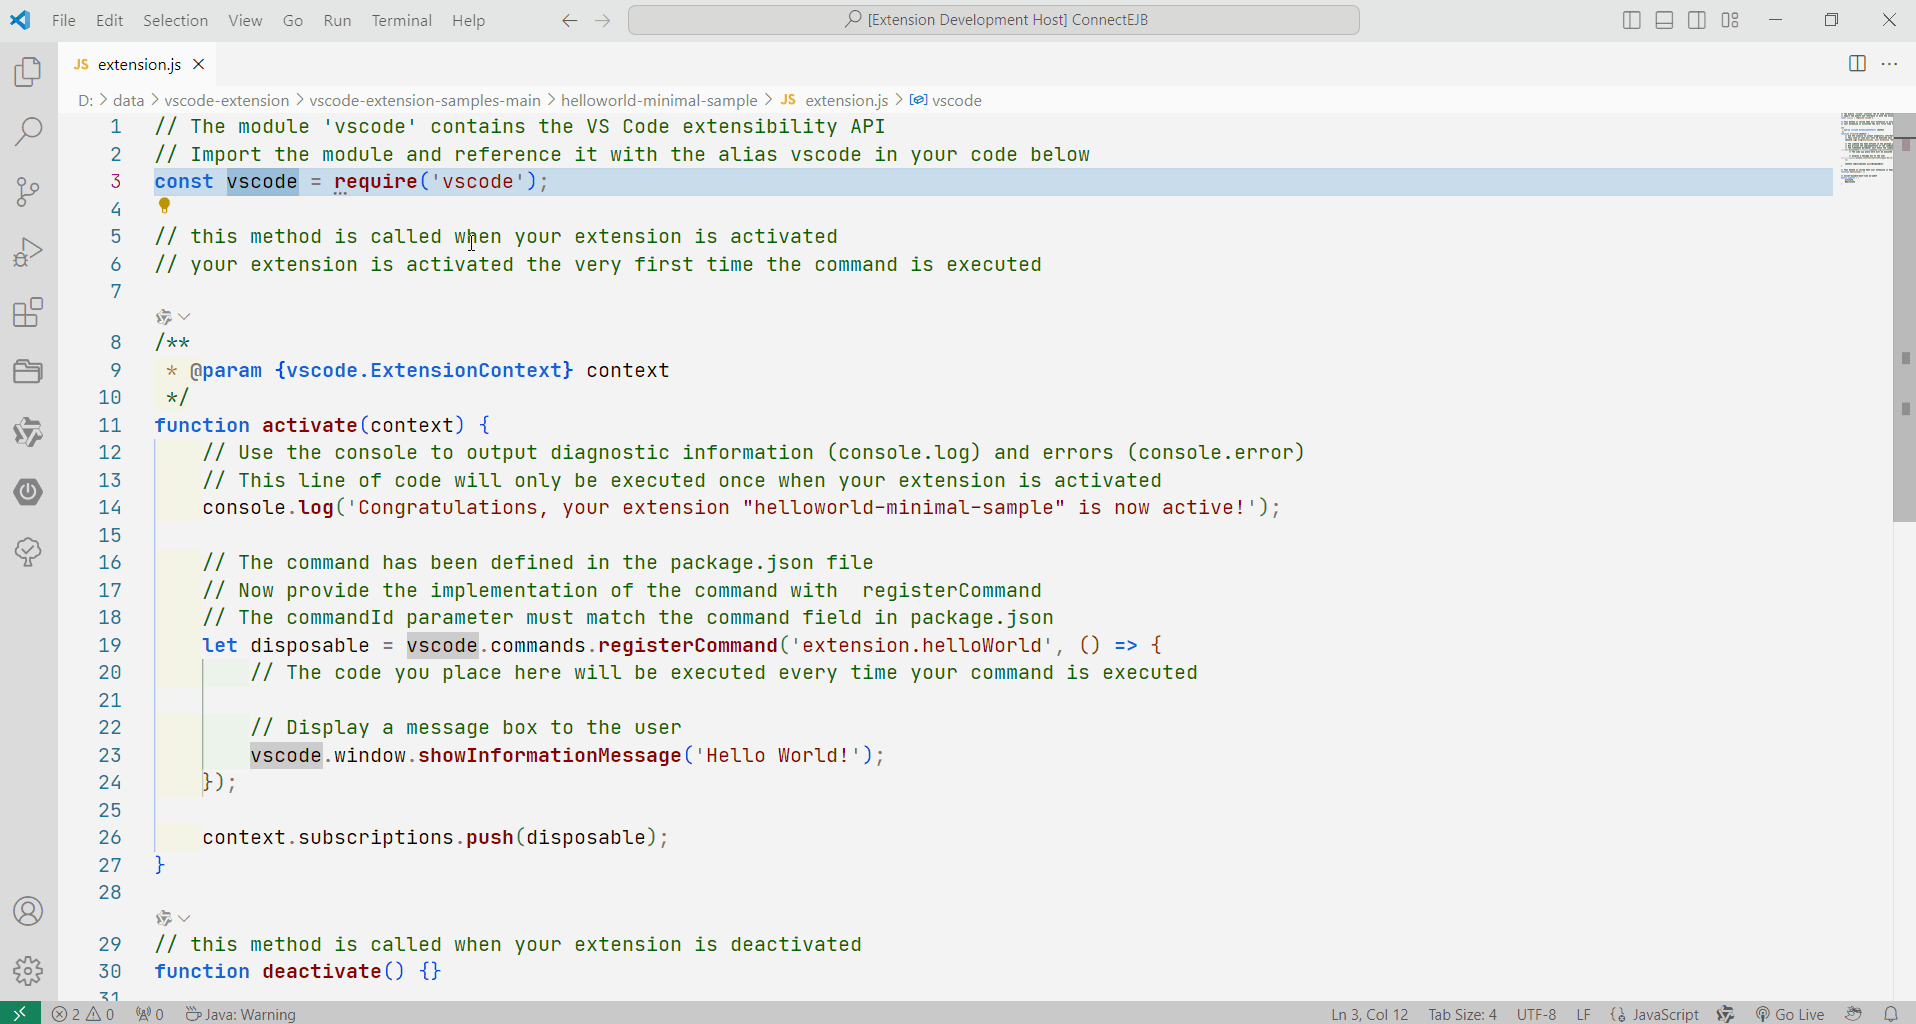 File Edit Selection View Go Run Terminal Help [Extension Development Host] ConnectEJB
JS extension.js
D: > data > vscode-extension > vscode-extension-samples-main > helloworld-minimal-sample > JS extension.js > vscode
1 // The module 'vscode' contains the VS Code extensibility API
2 // Import the module and reference it with the alias vscode in your code below
3 const vscode = require('vscode');
4
5 // this method is called when your extension is activated
6 // your extension is activated the very first time the command is executed
7
8 /**
9  * @param {vscode.ExtensionContext} context
10  */
11 function activate(context) {
12     // Use the console to output diagnostic information (console.log) and errors (console.error)
13     // This line of code will only be executed once when your extension is activated
14     console.log('Congratulations, your extension "helloworld-minimal-sample" is now active!');
15
16     // The command has been defined in the package.json file
17     // Now provide the implementation of the command with  registerCommand
18     // The commandId parameter must match the command field in package.json
19     let disposable = vscode.commands.registerCommand('extension.helloWorld', () => {
20         // The code you place here will be executed every time your command is executed
21
22         // Display a message box to the user
23         vscode.window.showInformationMessage('Hello World!');
24     });
25
26     context.subscriptions.push(disposable);
27 }
28
29 // this method is called when your extension is deactivated
30 function deactivate() {}
31
2 0 0 Java: Warning Ln 3, Col 12 Tab Size: 4 UTF-8 LF JavaScript Go Live